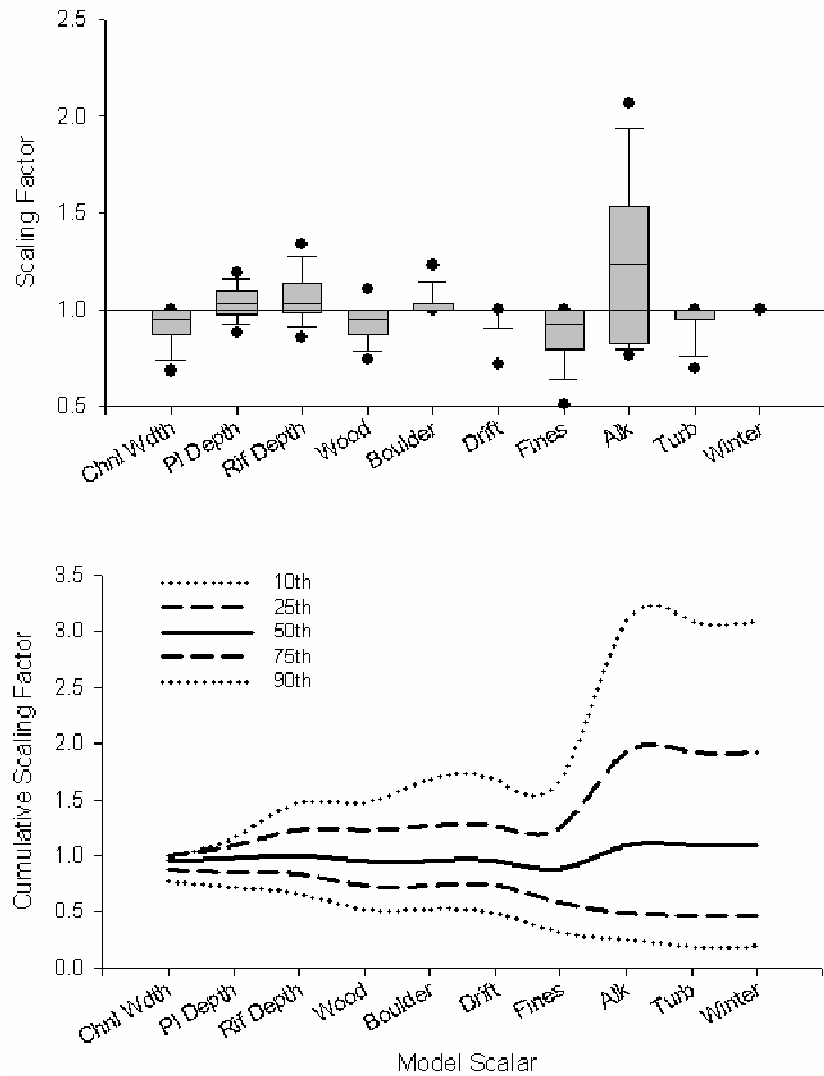 2.5
2.0
1.5
1.0
0.5
Scaling Factor
Chnl Wdth
Pl Depth
Rif Depth
Wood
Boulder
Drift
Fines
Alk
Turb
Winter
3.5
3.0
2.5
2.0
1.5
1.0
0.5
0.0
Cumulative Scaling Factor
10th
25th
50th
75th
90th
Chnl Wdth
Pl Depth
Rif Depth
Wood
Boulder
Drift
Fines
Alk
Turb
Winter
Model Scalar